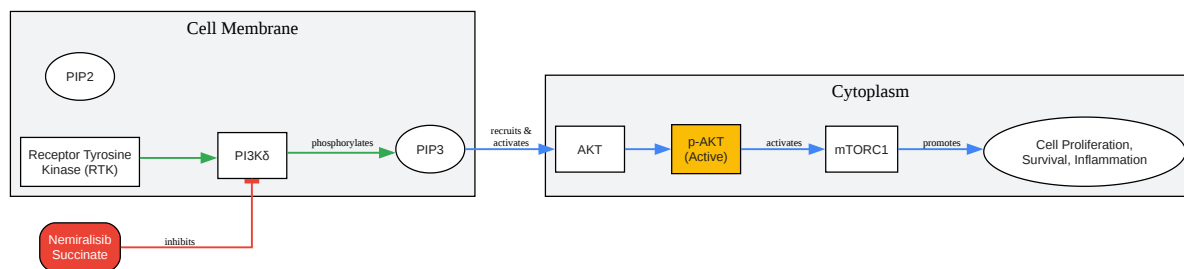 Cell Membrane
PIP2
Receptor Tyrosine
Kinase (RTK)
PI3Kδ
phosphorylates
PIP3
recruits &
activates
Cytoplasm
AKT
p-AKT
(Active)
activates
mTORC1
promotes
Cell Proliferation,
Survival, Inflammation
Nemiralisib
Succinate
inhibits